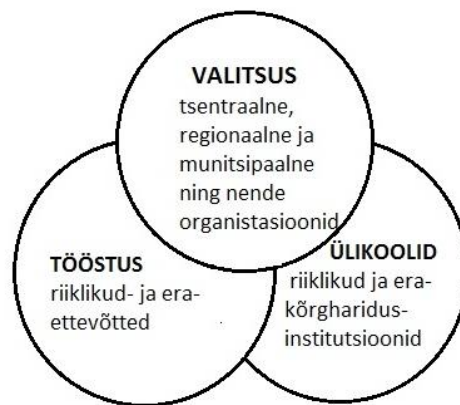 VALITSUS
tsentraalne,
regionaalne ja
munitsipaalne
ning nende
organistasioonid
TÖÖSTUS
riiklikud- ja era-
ettevõtted
ÜLIKOOLID
riiklikud ja era-
kõrgharidus-
institutsioonid